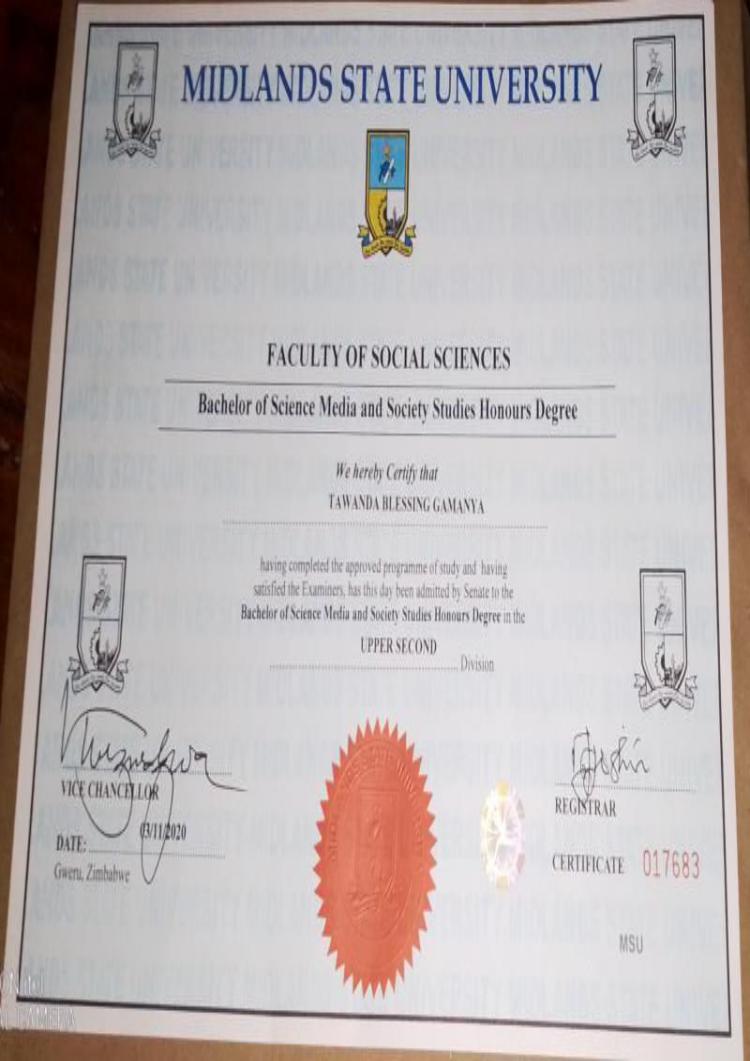 MIDLANDS STATE UNIVERSITY
FACULTY OF SOCIAL SCIENCES
Bachelor of Science Media and Society Studies Honours Degree
We hereby Certify that
TAWANDA BLESSING GAMANYA
having completed the approved programme of study and having
satisfied the Examiners, has this day been admitted by Senate to the
Bachelor of Science Media and Society Studies Honours Degree in the
UPPER SECOND
Division
VICE CHANCELLOR
DATE: 03/11/2020
Gweru, Zimbabwe
REGISTRAR
CERTIFICATE 017683
MSU